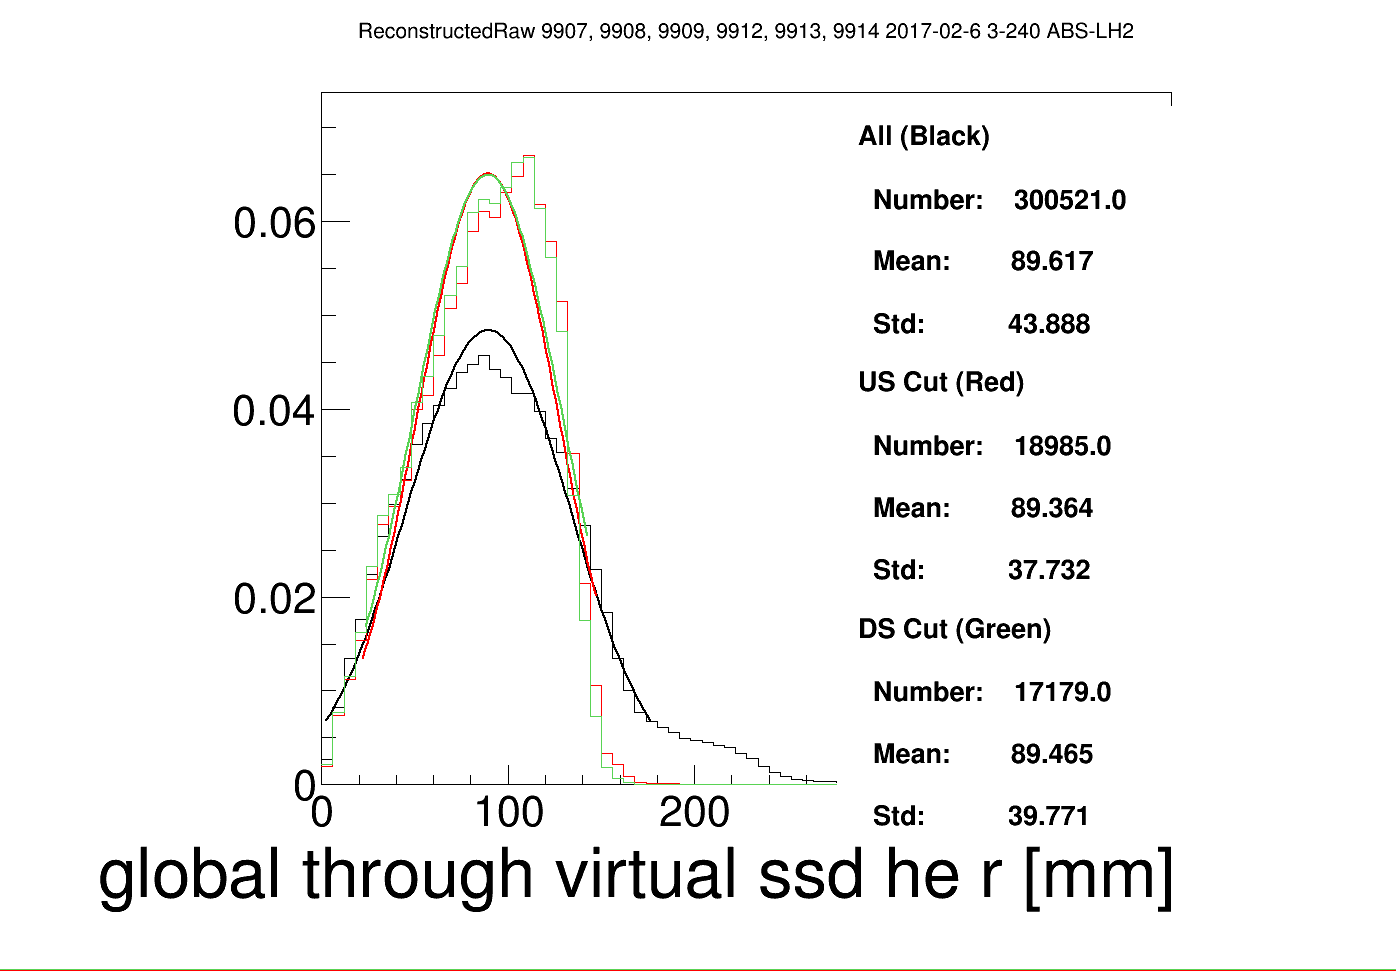 ReconstructedRaw 9907, 9908, 9909, 9912, 9913, 9914 2017-02-6 3-240 ABS-LH2
All (Black)
Number: 300521.0
Mean: 89.617
Std: 43.888
US Cut (Red)
Number: 18985.0
Mean: 89.364
Std: 37.732
DS Cut (Green)
Number: 17179.0
Mean: 89.465
Std: 39.771
0.06
0.04
0.02
0
0 100 200
global through virtual ssd he r [mm]